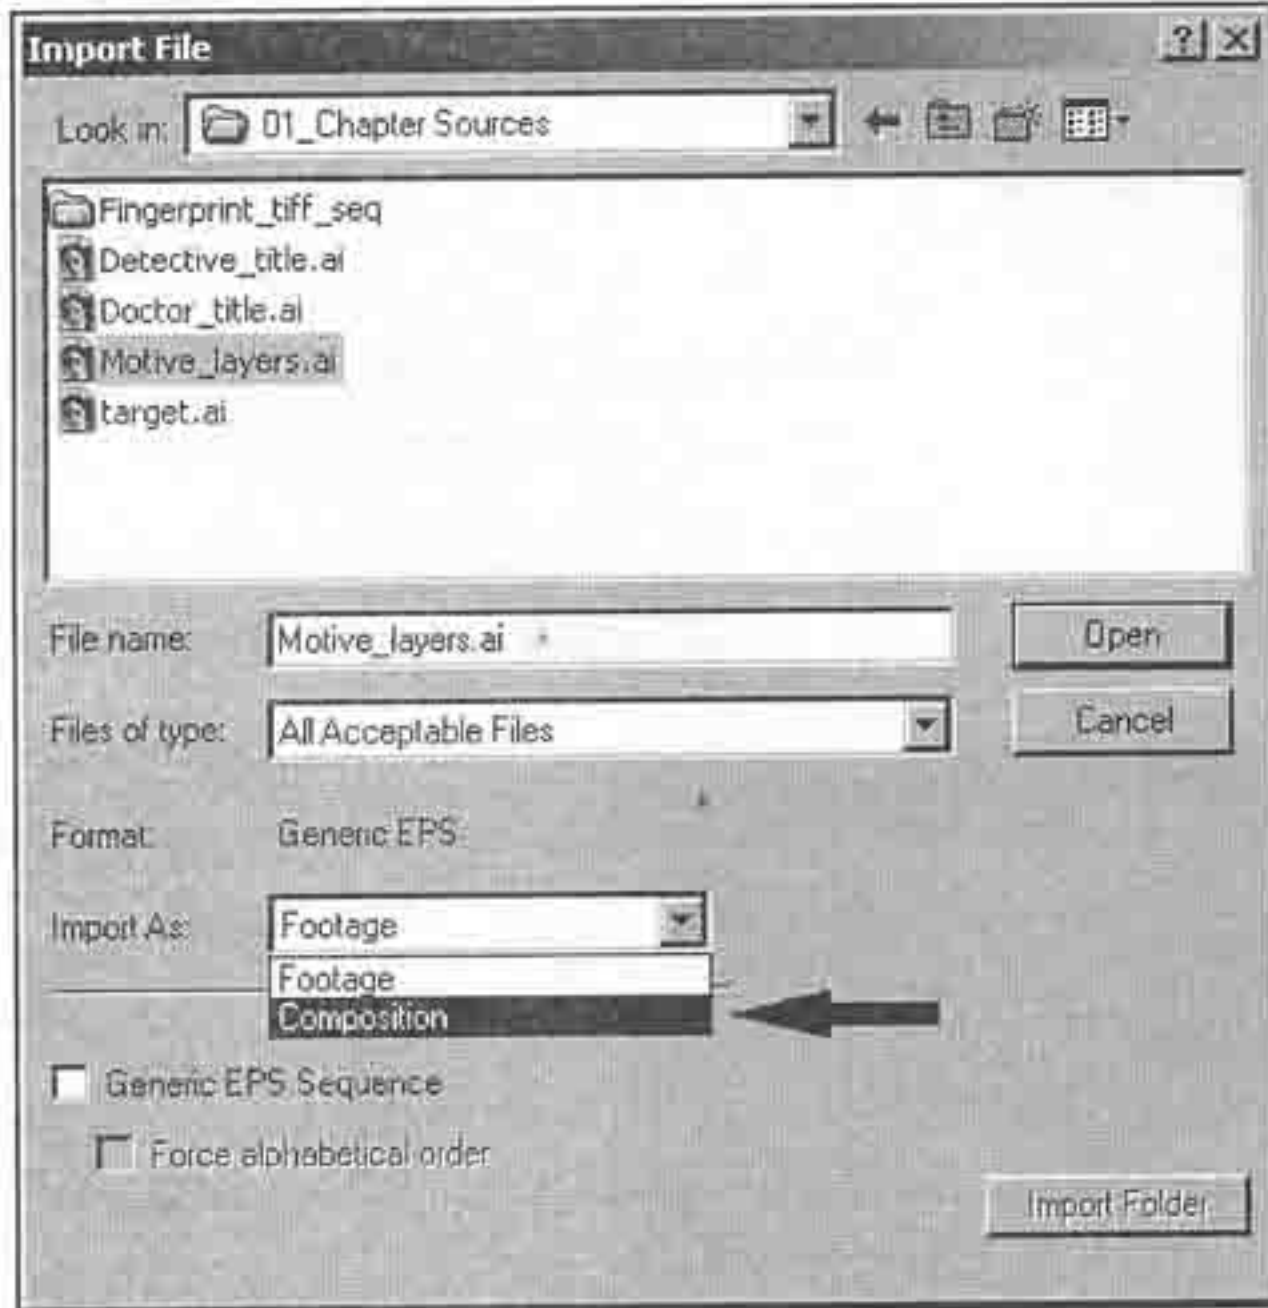 Import File
Look in: 01_Chapter Sources
Fingerprint_tiff_seq
Detective_title.ai
Doctor_title.ai
Motive_layers.ai
target.ai
File name: Motive_layers.ai Open
Files of type: All Acceptable Files Cancel
Format: Generic EPS
Import As: Footage
Footage
Composition
Generic EPS Sequence
Force alphabetical order
Import Folder